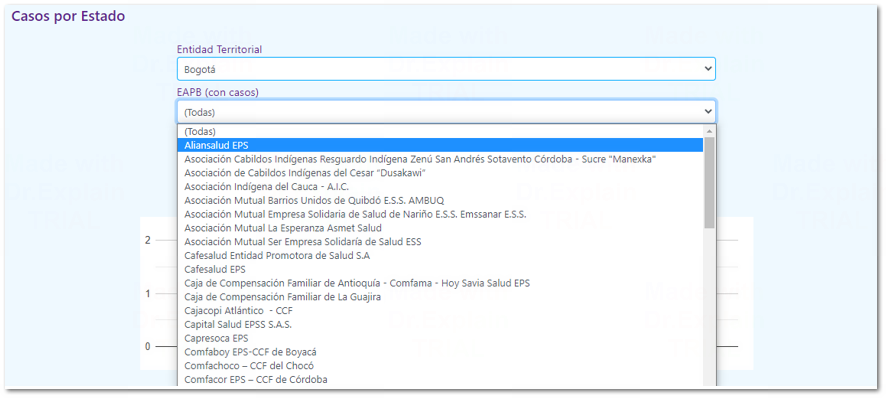 Casos por Estado
Entidad Territorial
Bogotá
EAPB (con casos)
(Todas)
(Todas)
Aliansalud EPS
Asociación Cabildos Indígenas Resguardo Indígena Zenú San Andrés Sotavento Córdoba - Sucre "Manexka"
Asociación de Cabildos Indígenas del Cesar "Dusakawi"
Asociación Indígena del Cauca - A.I.C.
Asociación Mutual Barrios Unidos de Quibdó E.S.S. AMBUQ
Asociación Mutual Empresa Solidaria de Salud de Nariño E.S.S. Emssanar E.S.S.
Asociación Mutual La Esperanza Asmet Salud
Asociación Mutual Ser Empresa Solidaría de Salud ESS
Cafesalud Entidad Promotora de Salud S.A
Cafesalud EPS
Caja de Compensación Familiar de Antioquía - Comfama - Hoy Savia Salud EPS
Caja de Compensación Familiar de La Guajira
Cajacopi Atlántico - CCF
Capital Salud EPSS S.A.S.
Capresoca EPS
Comfaboy EPS-CCF de Boyacá
Comfachoco – CCF del Chocó
Comfacor EPS – CCF de Córdoba
2
1
0